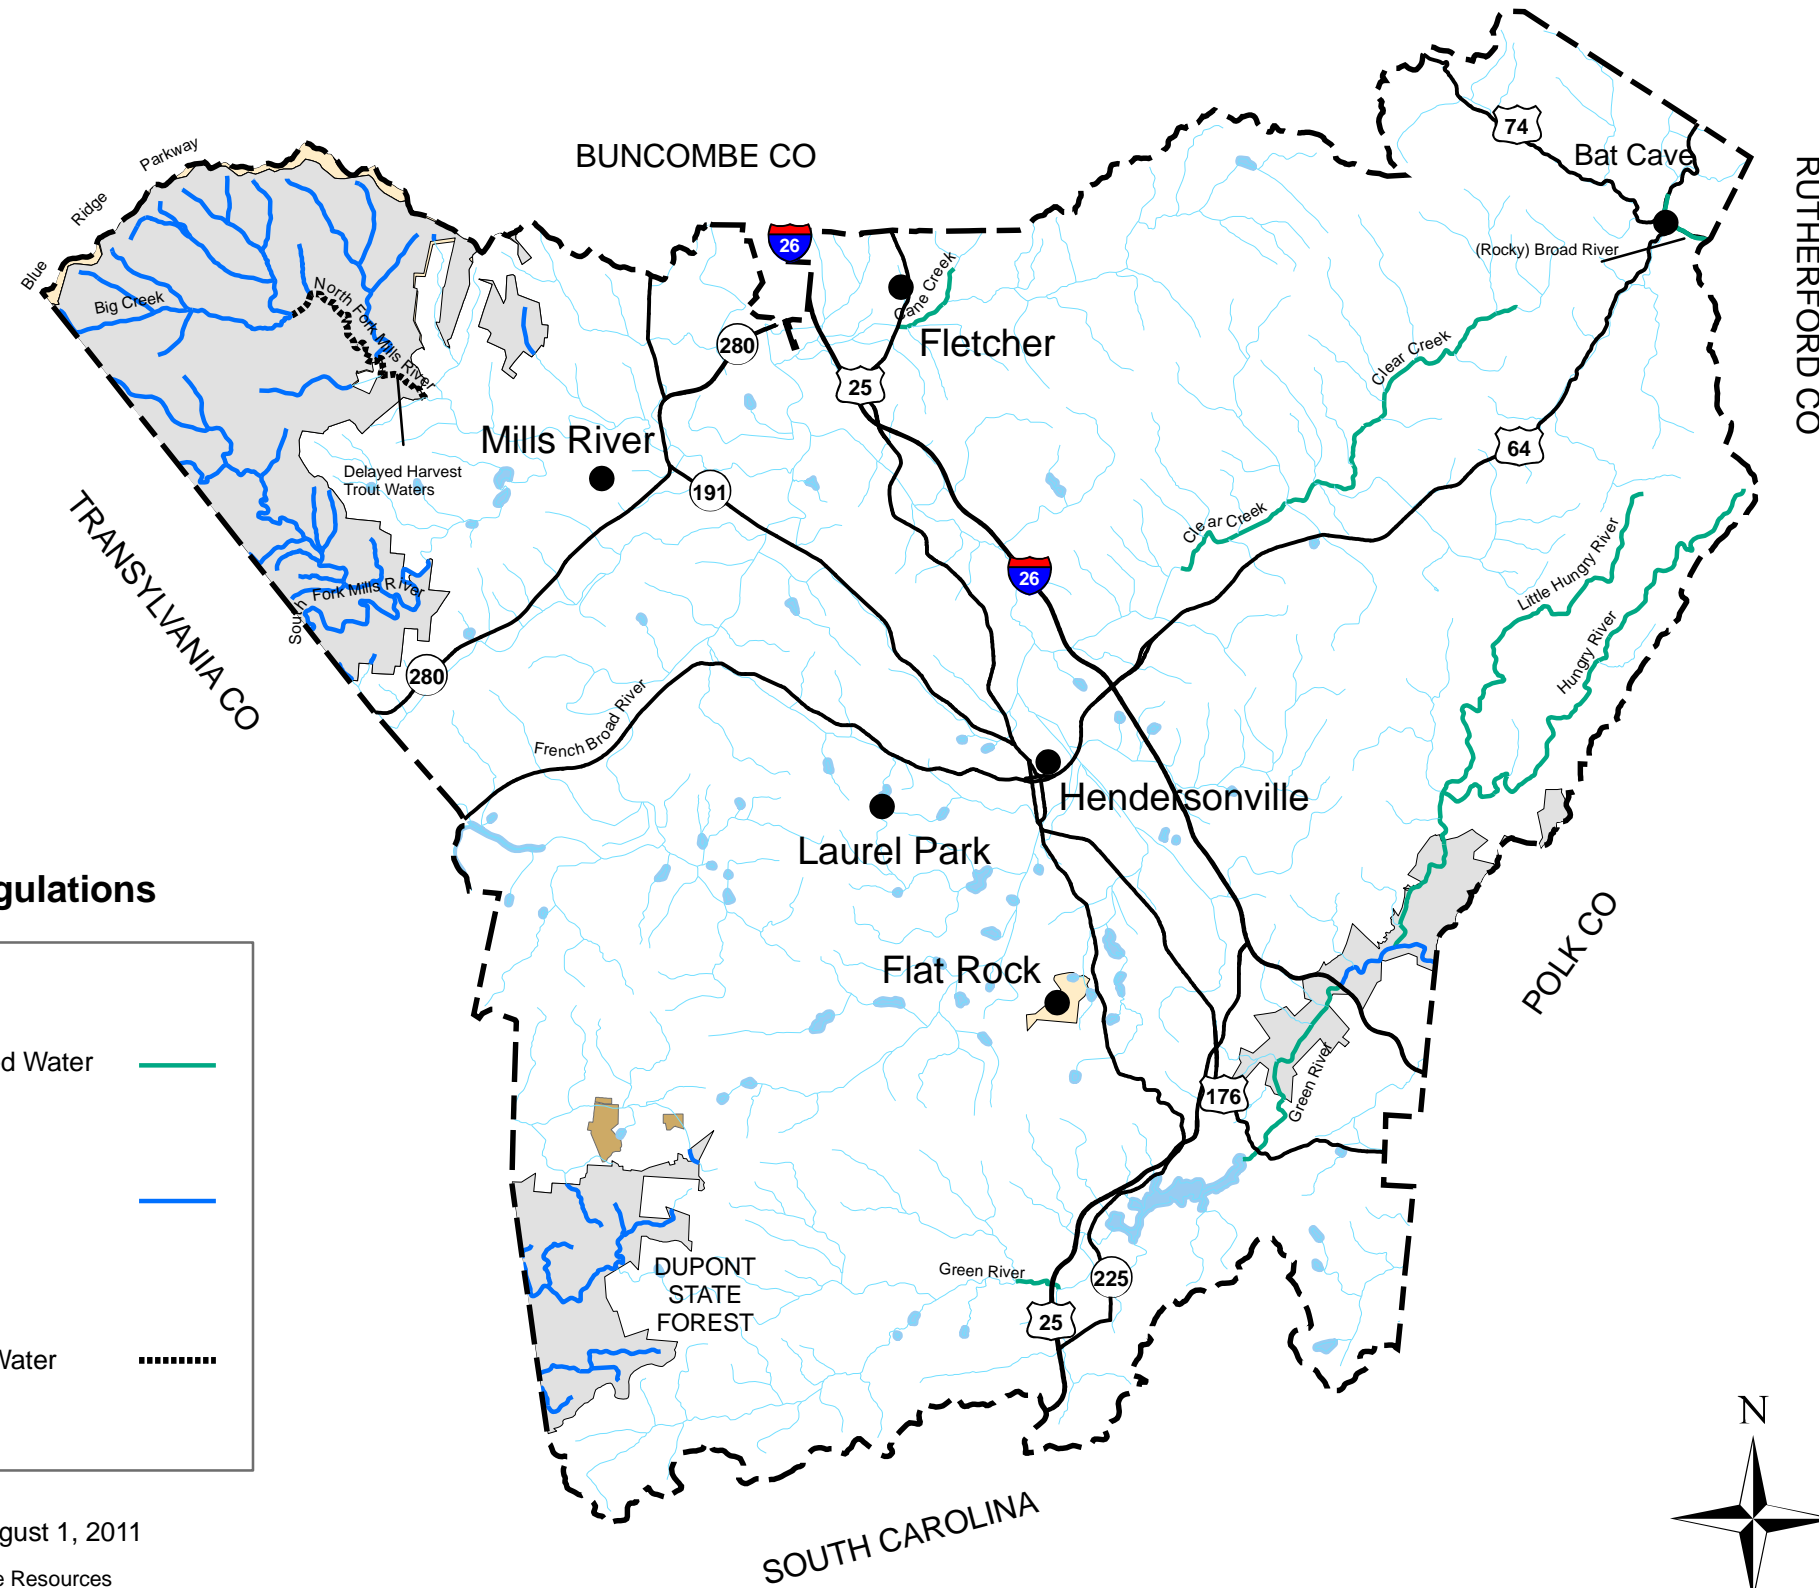 BUNCOMBE CO
74
Bat Cave
RUTHERFORD CO
Blue
Ridge
Parkway
26
(Rocky) Broad River
Big Creek
North Fork Mills River
Cane Creek
280
Fletcher
25
Clear Creek
Mills River
64
Delayed Harvest
Trout Waters
191
Clear Creek
TRANSYLVANIA CO
26
Little Hungry River
South
Fork Mills River
Hungry River
280
French Broad River
Hendersonville
Laurel Park
gulations
POLK CO
Flat Rock
d Water
176
Green River
DUPONT
STATE
FOREST
Green River
225
25
Water
N
gust 1, 2011
SOUTH CAROLINA
e Resources